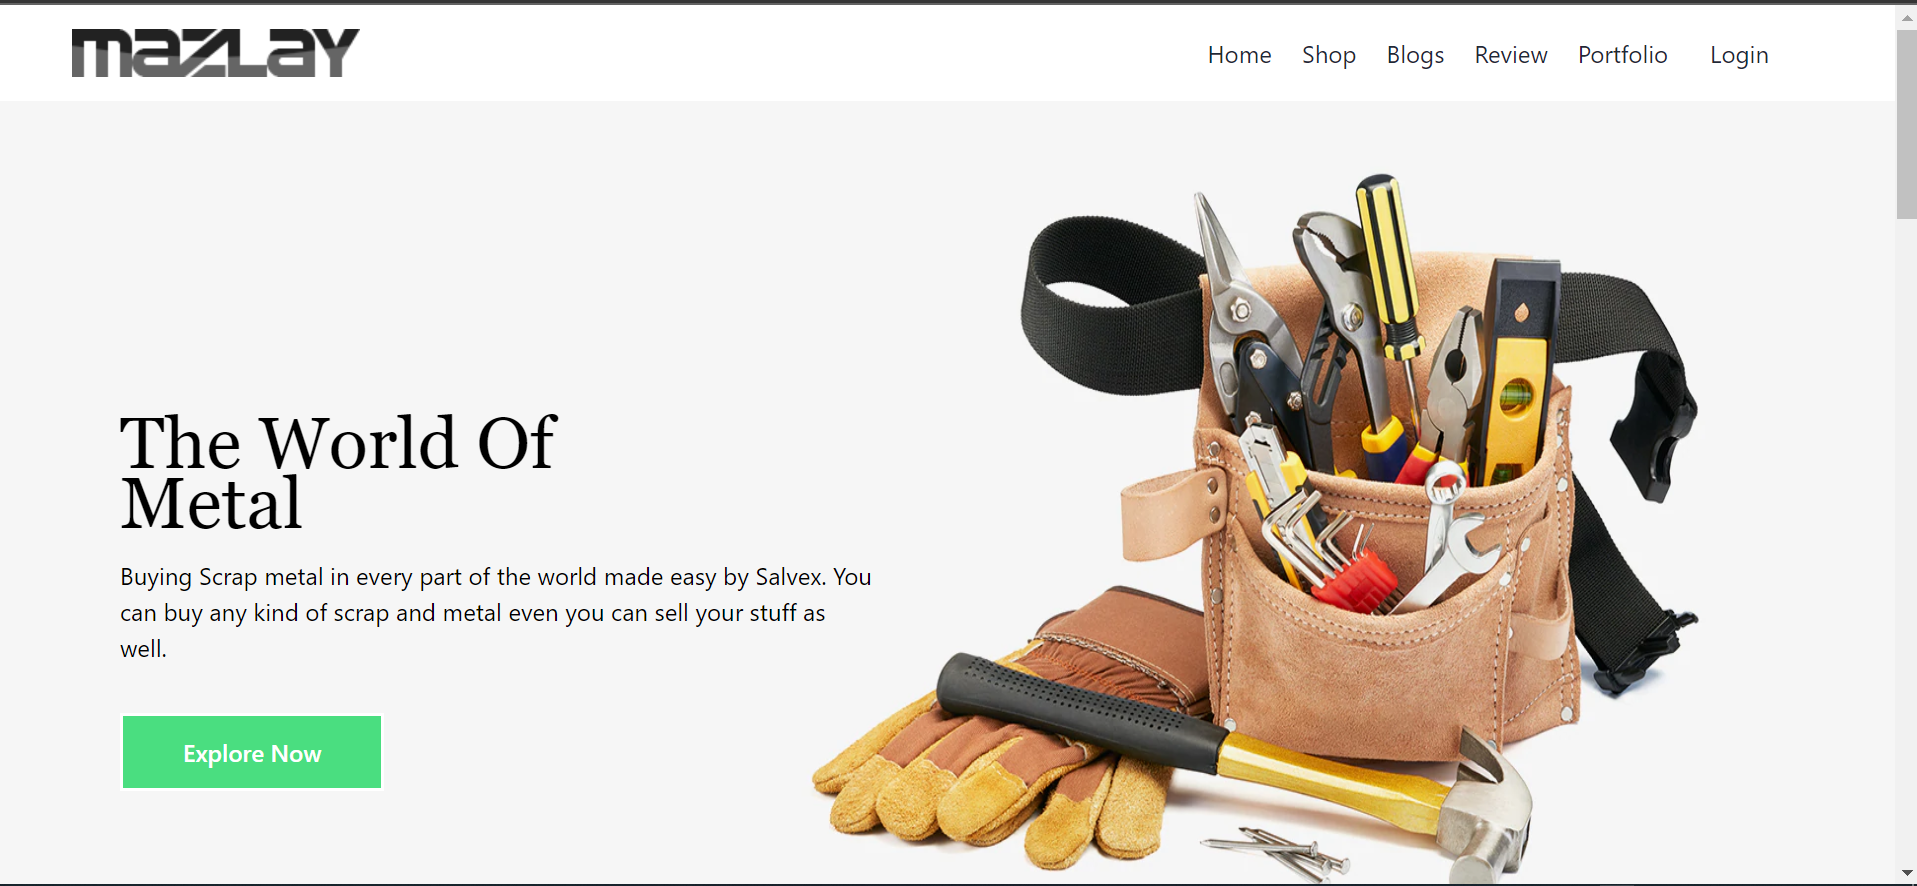 mazLay
Home Shop Blogs Review Portfolio Login
The World Of
Metal
Buying Scrap metal in every part of the world made easy by Salvex. You
can buy any kind of scrap and metal even you can sell your stuff as
well.
Explore Now